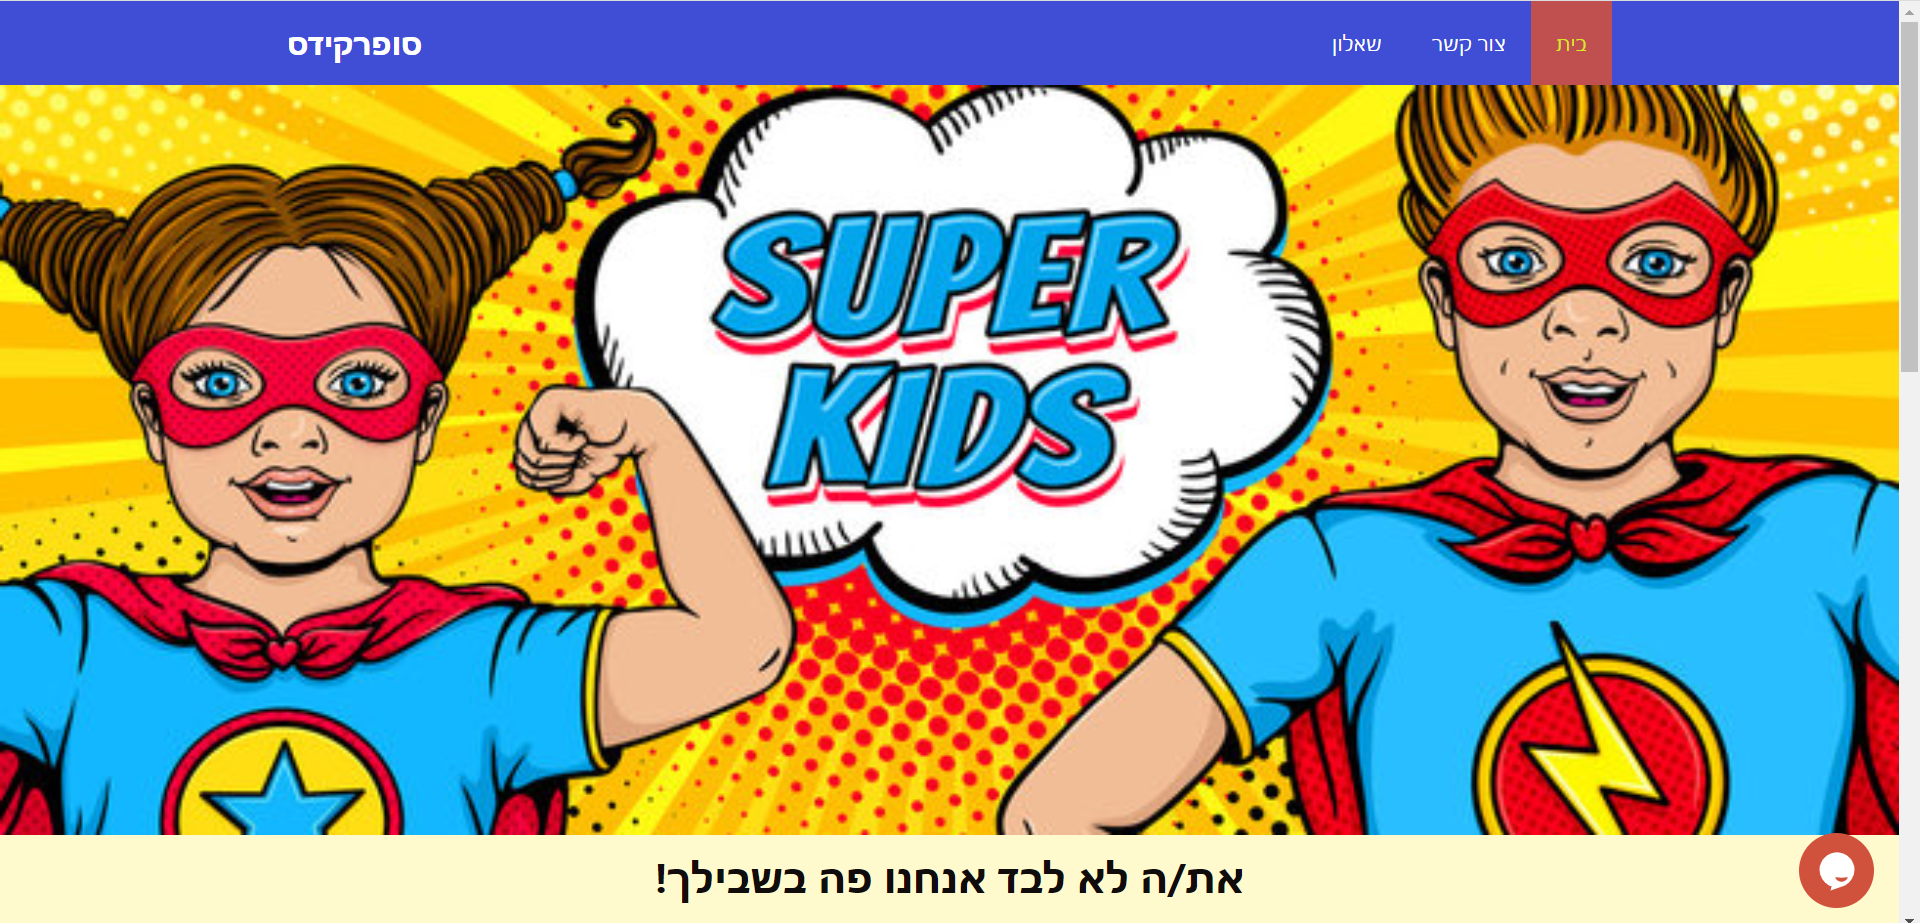 בית
צור קשר
שאלון
סופרקידס
SUPER
KIDS
את/ה לא לבד אנחנו פה בשבילך!